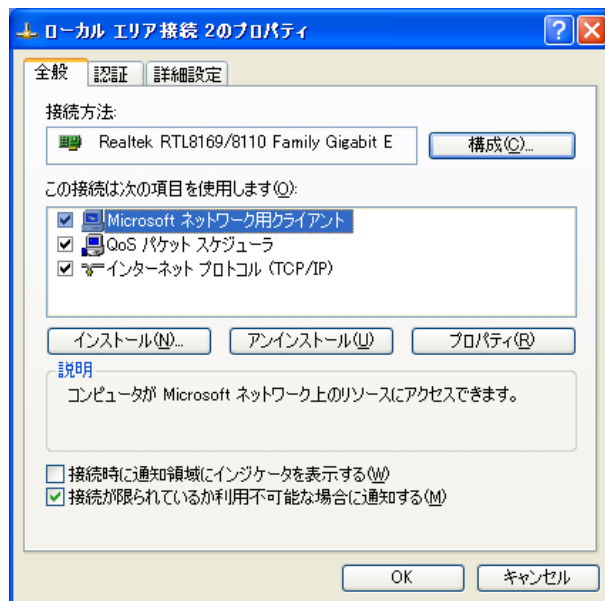 ローカル エリア接続 2のプロパティ
全般 認証 詳細設定
接続方法:
Realtek RTL8169/8110 Family Gigabit E 構成(C)...
この接続は次の項目を使用します(O):
Microsoft ネットワーク用クライアント
QoS パケット スケジューラ
インターネット プロトコル (TCP/IP)
インストール(N)... アンインストール(U) プロパティ(R)
説明
コンピュータが Microsoft ネットワーク上のリソースにアクセスできます。
接続時に通知領域にインジケータを表示する(W)
接続が限られているか利用不可能な場合に通知する(M)
OK キャンセル